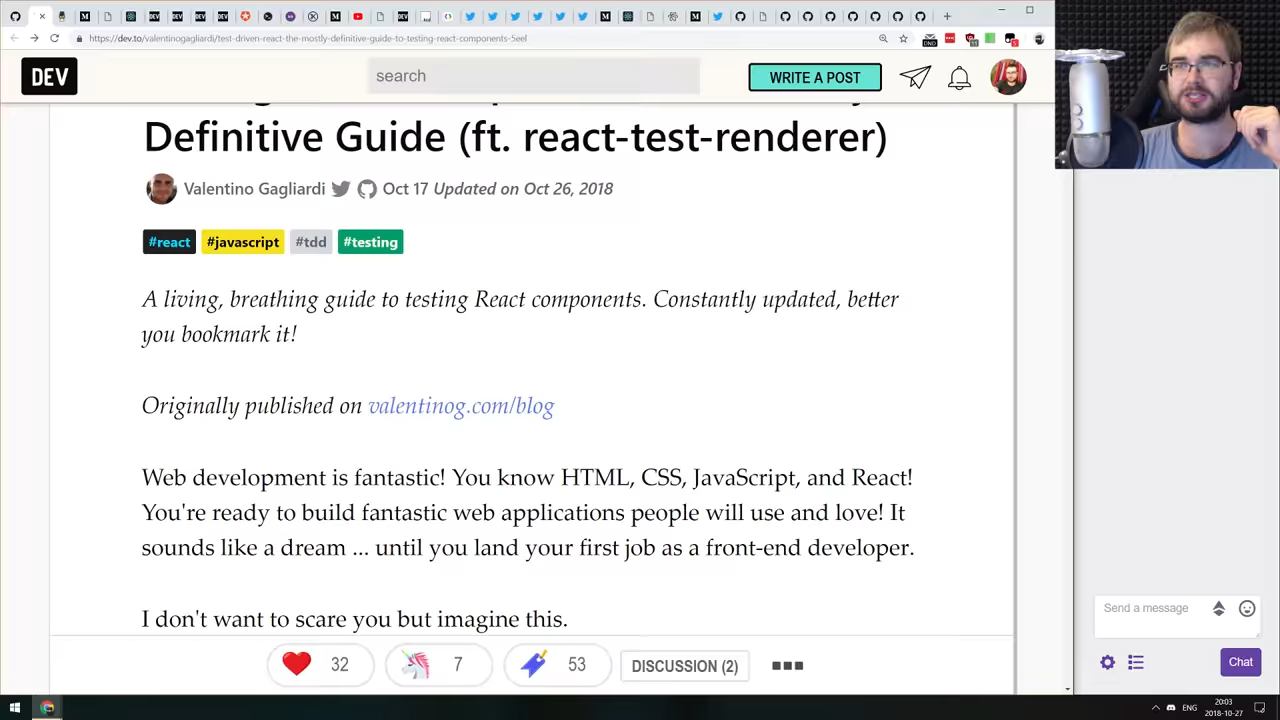 https://dev.to/valentinogagliardi/test-driven-react-the-mostly-definitive-guide-to-testing-react-components-5eel
DEV
search
WRITE A POST
Definitive Guide (ft. react-test-renderer)
Valentino Gagliardi Oct 17 Updated on Oct 26, 2018
#react #javascript #tdd #testing
A living, breathing guide to testing React components. Constantly updated, better
you bookmark it!
Originally published on valentinog.com/blog
Web development is fantastic! You know HTML, CSS, JavaScript, and React!
You're ready to build fantastic web applications people will use and love! It
sounds like a dream ... until you land your first job as a front-end developer.
I don't want to scare you but imagine this.
32
7
53
DISCUSSION (2)
Send a message
Chat
ENG
20:03
2018-10-27